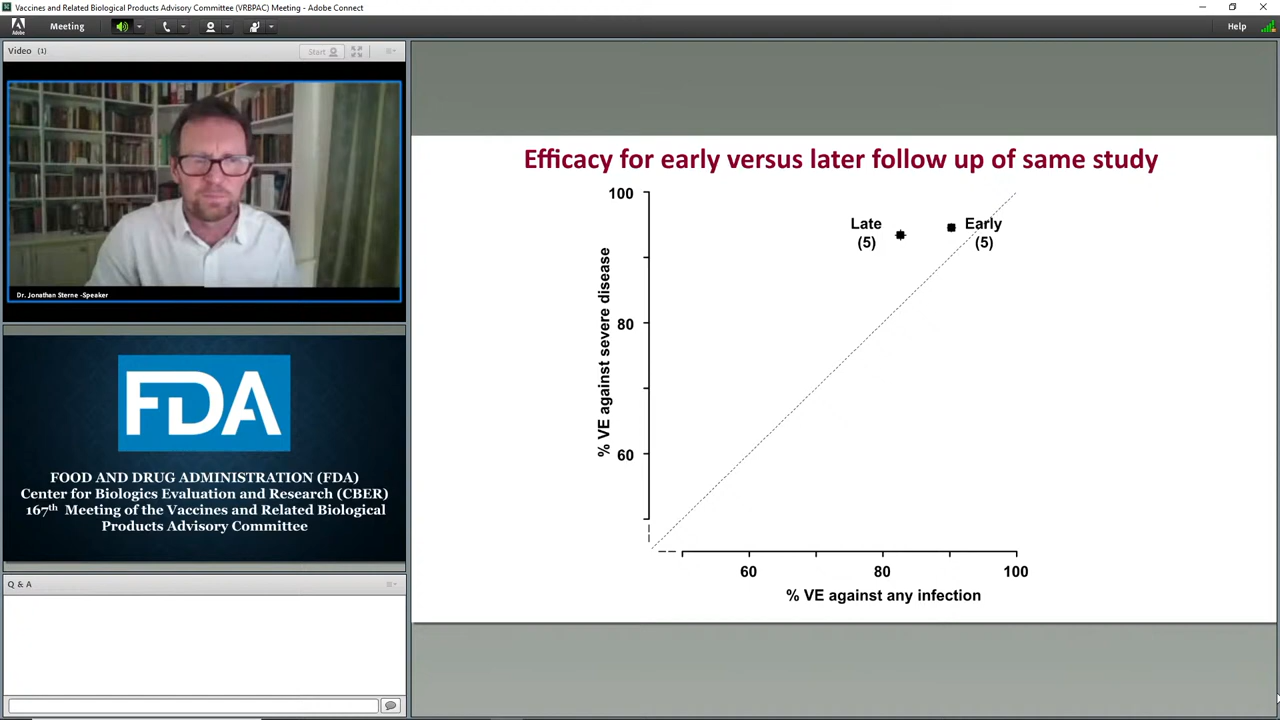 Vaccines and Related Biological Products Advisory Committee (VRBPAC) Meeting - Adobe Connect
Adobe
Meeting
Help
Video (1)
Start
Dr. Jonathan Sterne -Speaker
FDA
FOOD AND DRUG ADMINISTRATION (FDA)
Center for Biologics Evaluation and Research (CBER)
167th Meeting of the Vaccines and Related Biological
Products Advisory Committee
Q & A
Efficacy for early versus later follow up of same study
100
80
60
% VE against severe disease
Late
(5)
Early
(5)
60 80 100
% VE against any infection